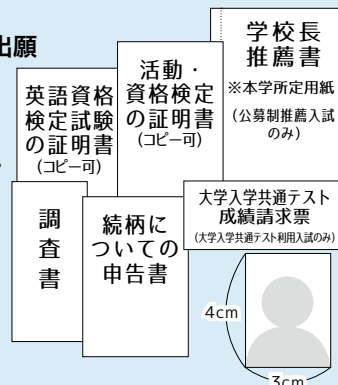 出願
学校長
推薦書
※本学所定用紙
(公募制推薦入試
のみ)
活動・
資格検定
の証明書
(コピー可)
英語資格
検定試験
の証明書
(コピー可)
大学入学共通テスト
成績請求票
(大学入学共通テスト利用入試のみ)
調
査
書
続柄に
ついての
申告書
4cm
3cm